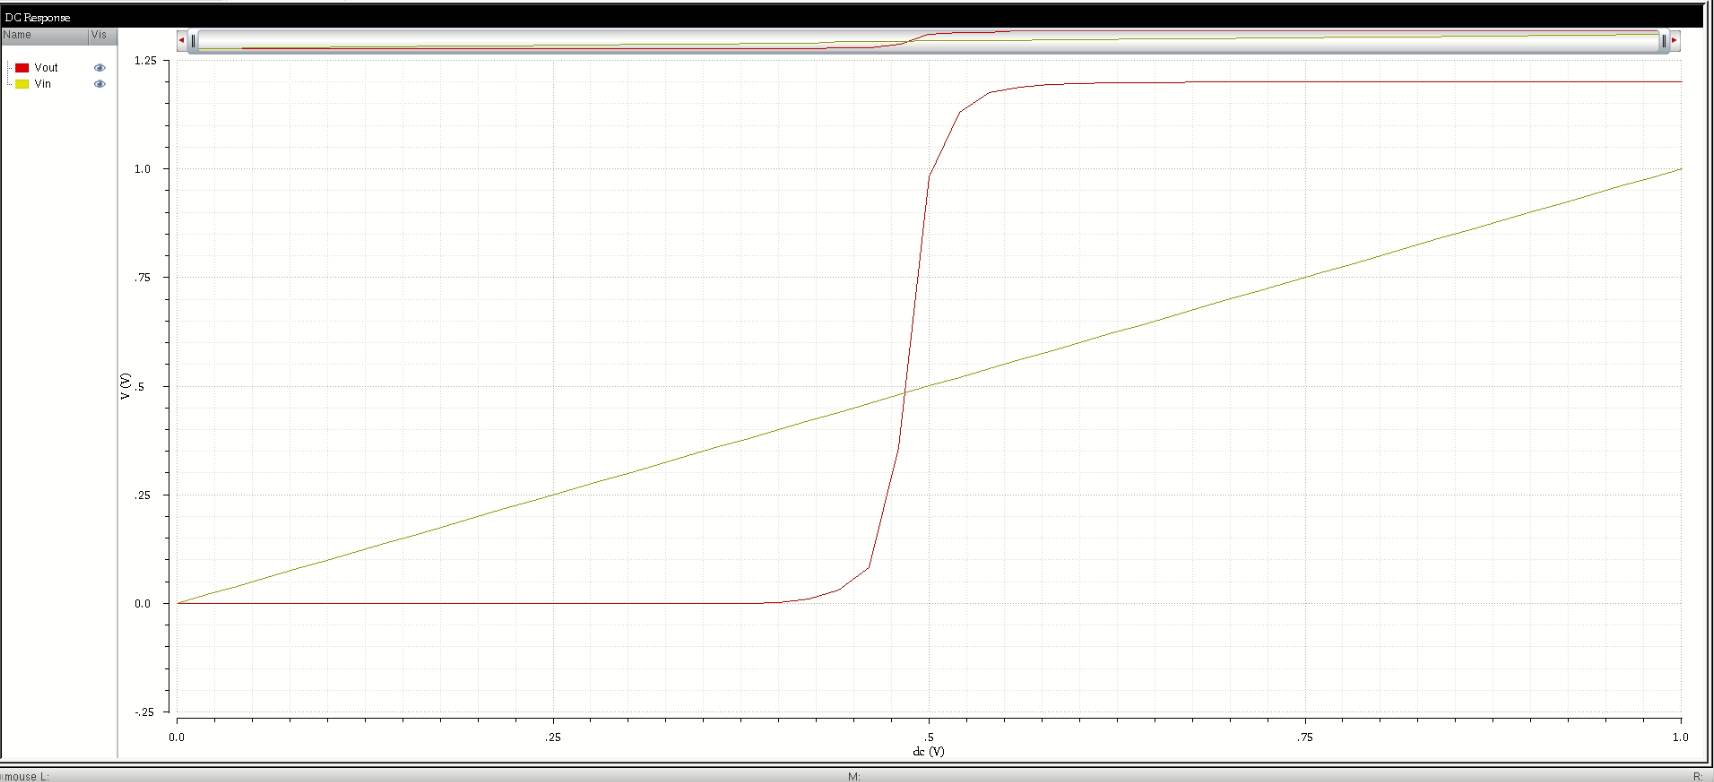 DC Response
Name Vis
Vout
Vin
1.25
1.0
.75
.5
.25
0.0
-.25
V (V)
0.0 .25 .5 .75 1.0
dc (V)
mouse L: M: R: